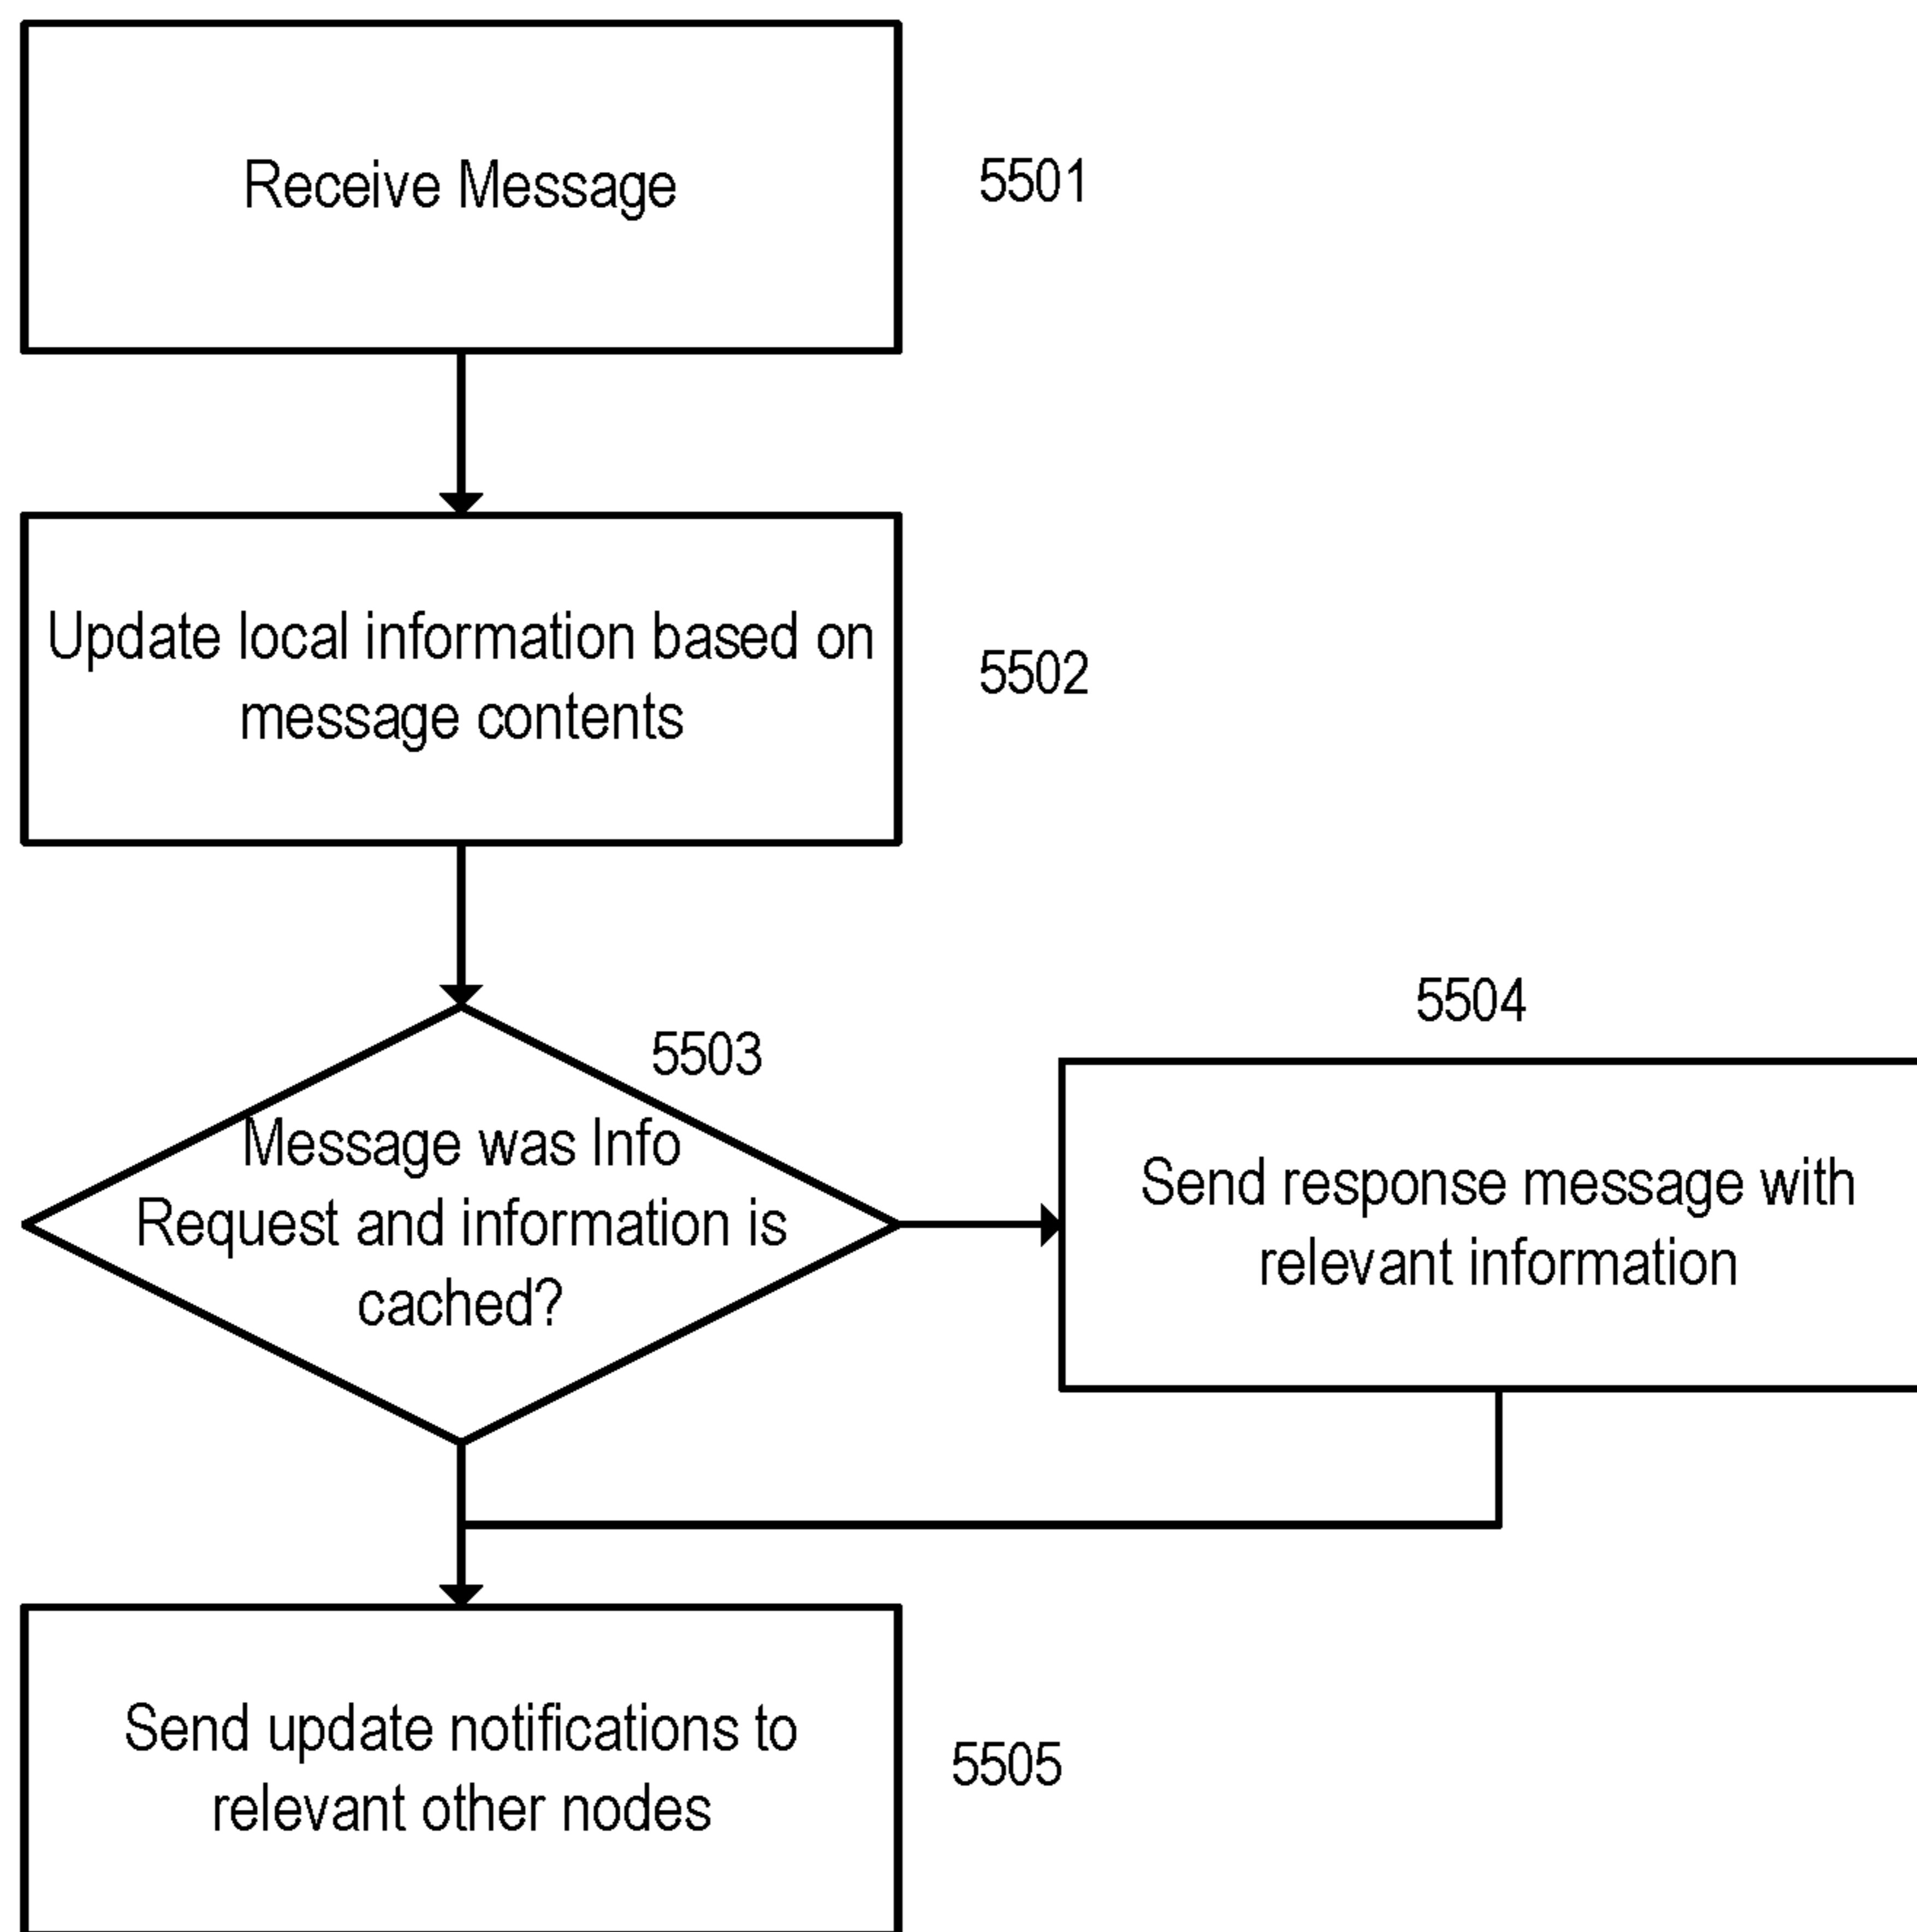 Receive Message
5501
Update local information based on
message contents
5502
5503
Message was Info
Request and information is
cached?
5504
Send response message with
relevant information
Send update notifications to
relevant other nodes
5505